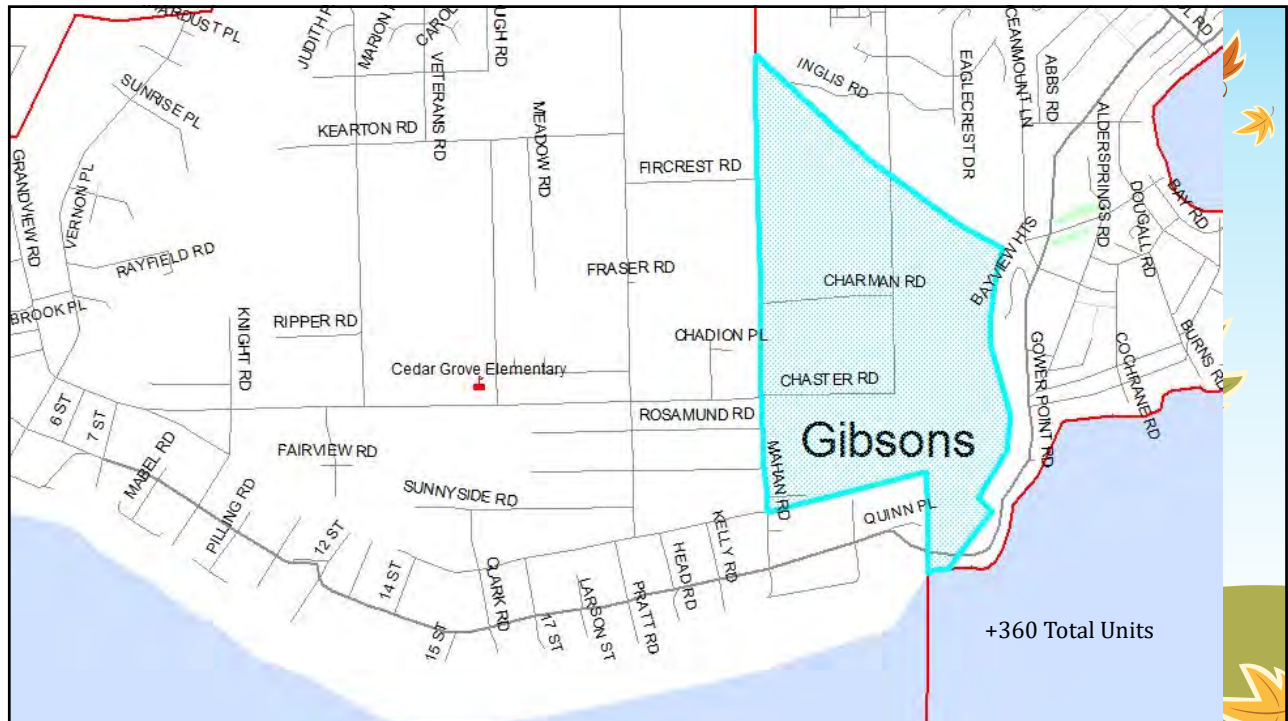 ARDUST PL
JUDITH P
MARION
CAROL
UGH RD
CEANMOUNT LN
OL RD
SUNRISE PL
VETERANS RD
KEARTON RD
MEADOW RD
INGLIS RD
EAGLECREST DR
ABBS RD
ALDERSPRINGS RD
GRANDVIEW RD
VERNON PL
FIRCREST RD
DOUGALL RD
BAY RD
RAYFIELD RD
FRASER RD
CHARMAN RD
BAYVIEW HTS
BROOK PL
KNIGHT RD
RIPPER RD
CHADION PL
Cedar Grove Elementary
CHASTER RD
GOWER POINT RD
COCHRANE RD
BURNS RD
6 ST
7 ST
ROSAMUND RD
FAIRVIEW RD
Gibsons
MABEL RD
PILLING RD
SUNNYSIDE RD
MAHAN RD
QUINN PL
12 ST
14 ST
15 ST
CLARK RD
17 ST
LARSON ST
PRATT RD
HEAD RD
KELLY RD
+360 Total Units